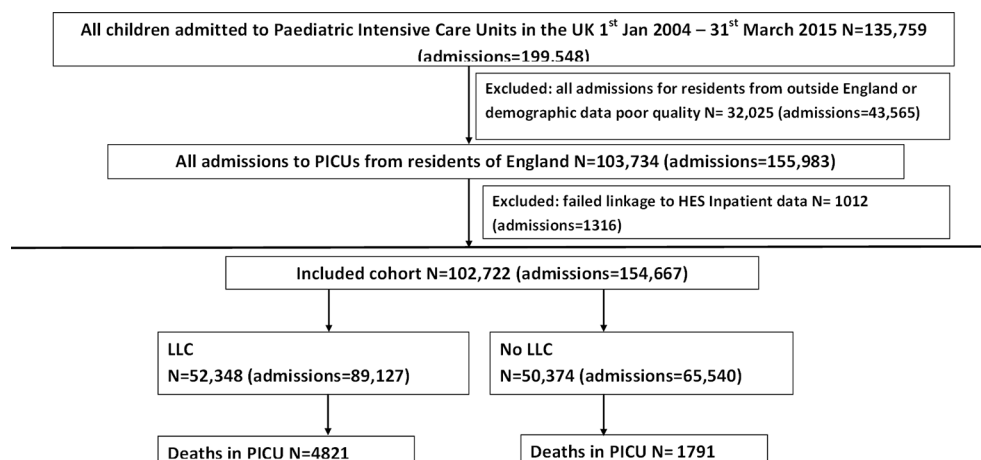 All children admitted to Paediatric Intensive Care Units in the UK 1st Jan 2004 – 31st March 2015 N=135,759
(admissions=199,548)
Excluded: all admissions for residents from outside England or
demographic data poor quality N= 32,025 (admissions=43,565)
All admissions to PICUs from residents of England N=103,734 (admissions=155,983)
Excluded: failed linkage to HES Inpatient data N= 1012
(admissions=1316)
Included cohort N=102,722 (admissions=154,667)
LLC
N=52,348 (admissions=89,127)
No LLC
N=50,374 (admissions=65,540)
Deaths in PICU N=4821
Deaths in PICU N= 1791